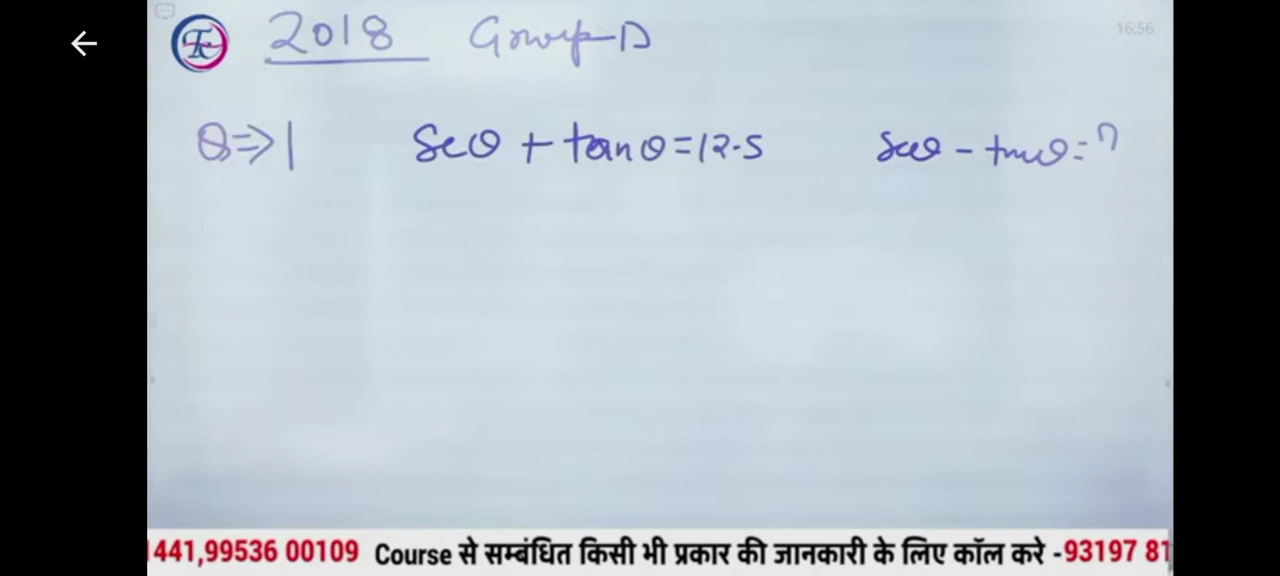 TC 2018 Group-D 16:56
Q⇒1 Secθ + tanθ=12.5 secθ - tanθ=?
441,99536 00109 Course से सम्बंधित किसी भी प्रकार की जानकारी के लिए कॉल करे -93197 81